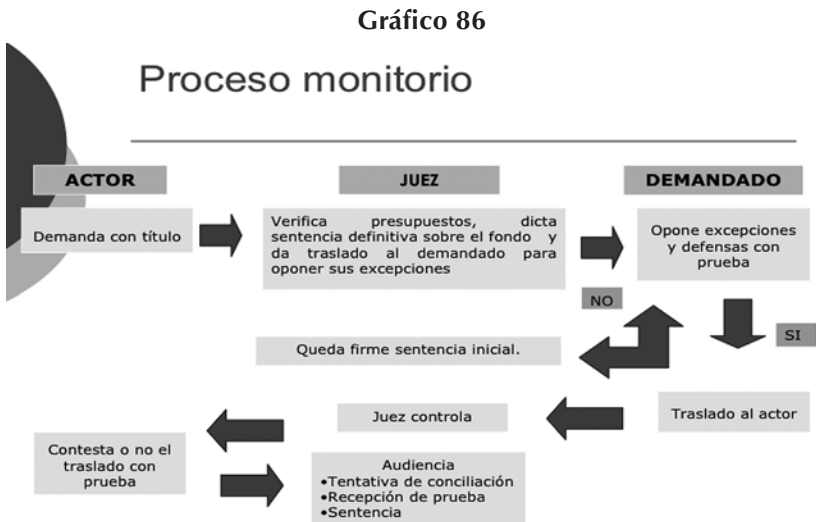 Gráfico 86
Proceso monitorio
ACTOR
JUEZ
DEMANDADO
Demanda con título
Verifica presupuestos, dicta
sentencia definitiva sobre el fondo y
da traslado al demandado para
oponer sus excepciones
Opone excepciones
y defensas con
prueba
NO
SI
Queda firme sentencia inicial.
Traslado al actor
Juez controla
Contesta o no el
traslado con
prueba
Audiencia
•Tentativa de conciliación
•Recepción de prueba
•Sentencia